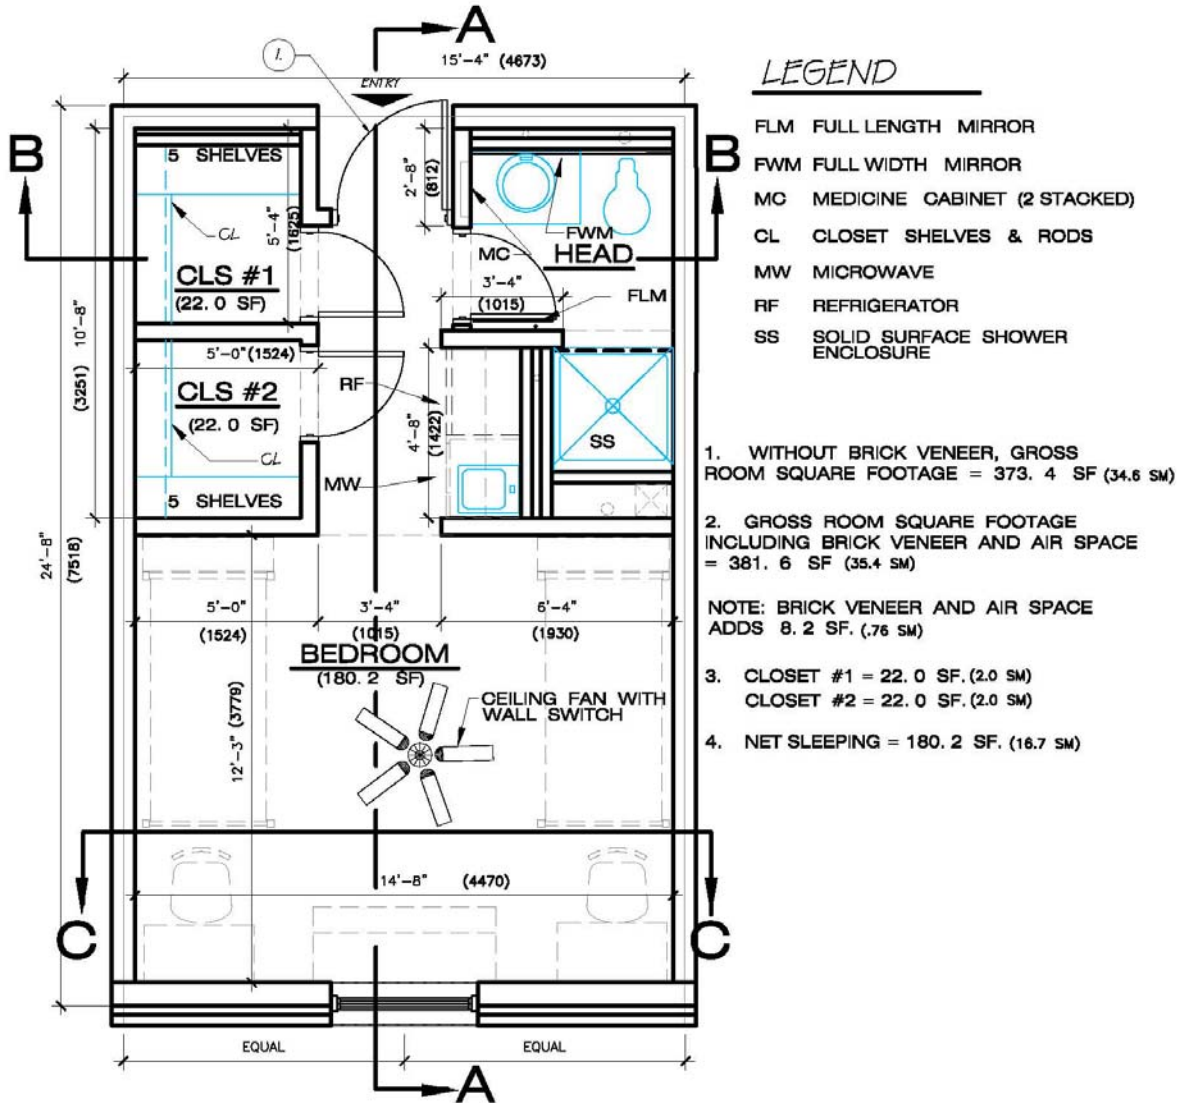 A
15'-4" (4673)
1.
ENTRY
B
B
5 SHELVES
2'-8"
(812)
CL
5'-4"
(1625)
FWM
HEAD
MC
CLS #1
(22.0 SF)
3'-4"
(1015)
FLM
10'-8"
(3251)
5'-0"(1524)
RF
CLS #2
(22.0 SF)
4'-8"
(1422)
SS
CL
MW
5 SHELVES
24'-8"
(7518)
5'-0"
(1524)
3'-4"
(1015)
6'-4"
(1930)
BEDROOM
(180.2 SF)
CEILING FAN WITH
WALL SWITCH
12'-3" (3779)
14'-8" (4470)
C
C
EQUAL
EQUAL
A
LEGEND
FLM FULL LENGTH MIRROR
FWM FULL WIDTH MIRROR
MC MEDICINE CABINET (2 STACKED)
CL CLOSET SHELVES & RODS
MW MICROWAVE
RF REFRIGERATOR
SS SOLID SURFACE SHOWER
ENCLOSURE
1. WITHOUT BRICK VENEER, GROSS
ROOM SQUARE FOOTAGE = 373.4 SF (34.6 SM)
2. GROSS ROOM SQUARE FOOTAGE
INCLUDING BRICK VENEER AND AIR SPACE
= 381.6 SF (35.4 SM)
NOTE: BRICK VENEER AND AIR SPACE
ADDS 8.2 SF. (.76 SM)
3. CLOSET #1 = 22.0 SF. (2.0 SM)
CLOSET #2 = 22.0 SF. (2.0 SM)
4. NET SLEEPING = 180.2 SF. (16.7 SM)